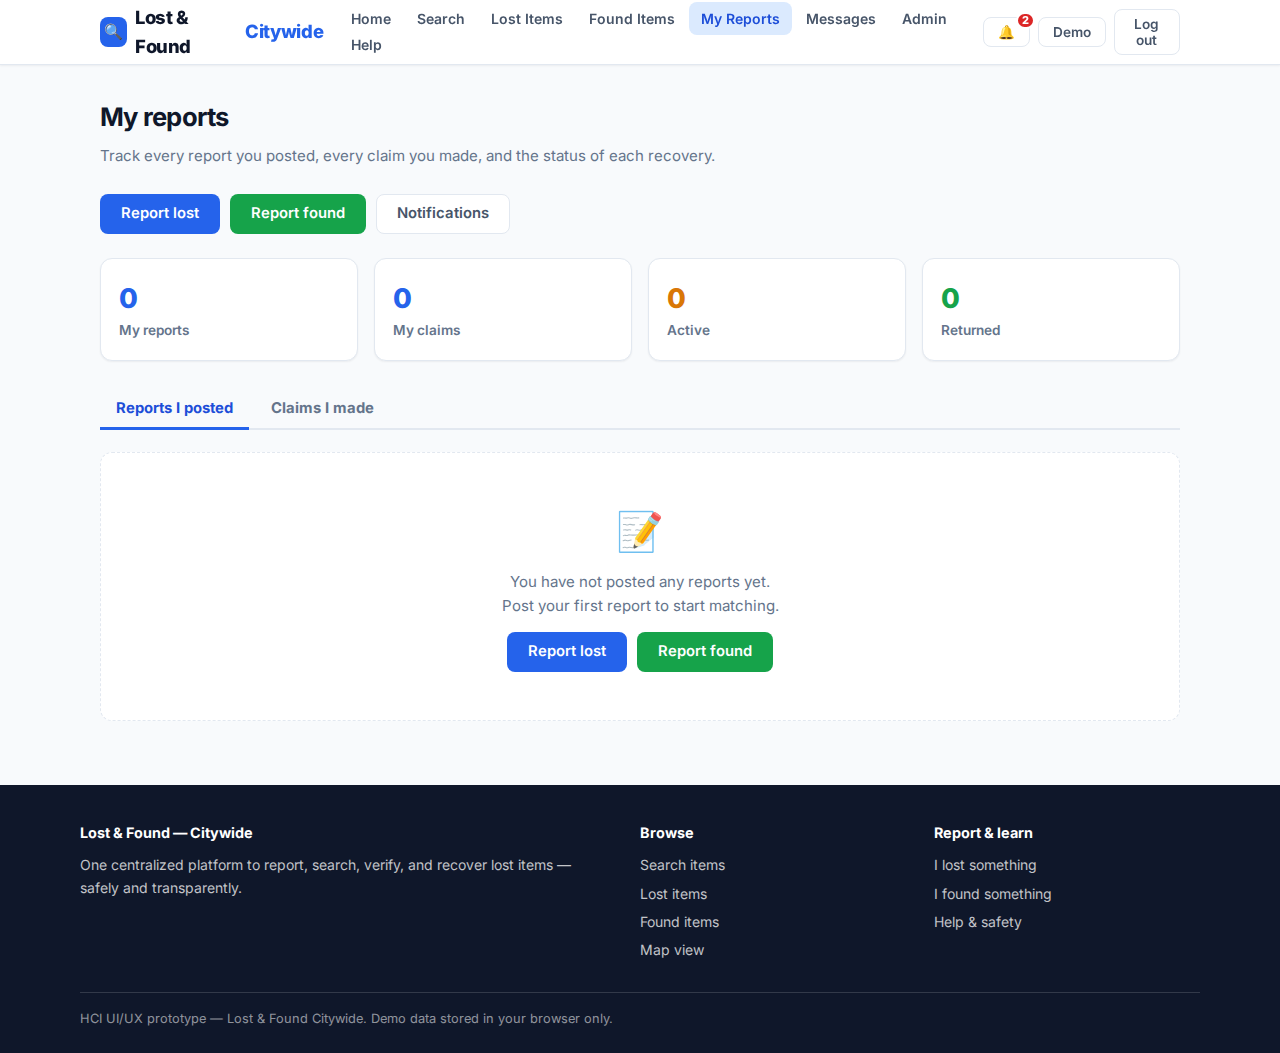 Lost &
Found
Citywide
Home Search Lost Items Found Items My Reports Messages Admin
Help
2
Demo
Log
out
My reports
Track every report you posted, every claim you made, and the status of each recovery.
Report lost Report found Notifications
0 0 0 0
My reports My claims Active Returned
Reports I posted Claims I made
You have not posted any reports yet.
Post your first report to start matching.
Report lost Report found
Lost & Found — Citywide Browse Report & learn
One centralized platform to report, search, verify, and recover lost items — Search items I lost something
safely and transparently. Lost items I found something
Found items Help & safety
Map view
HCI UI/UX prototype — Lost & Found Citywide. Demo data stored in your browser only.